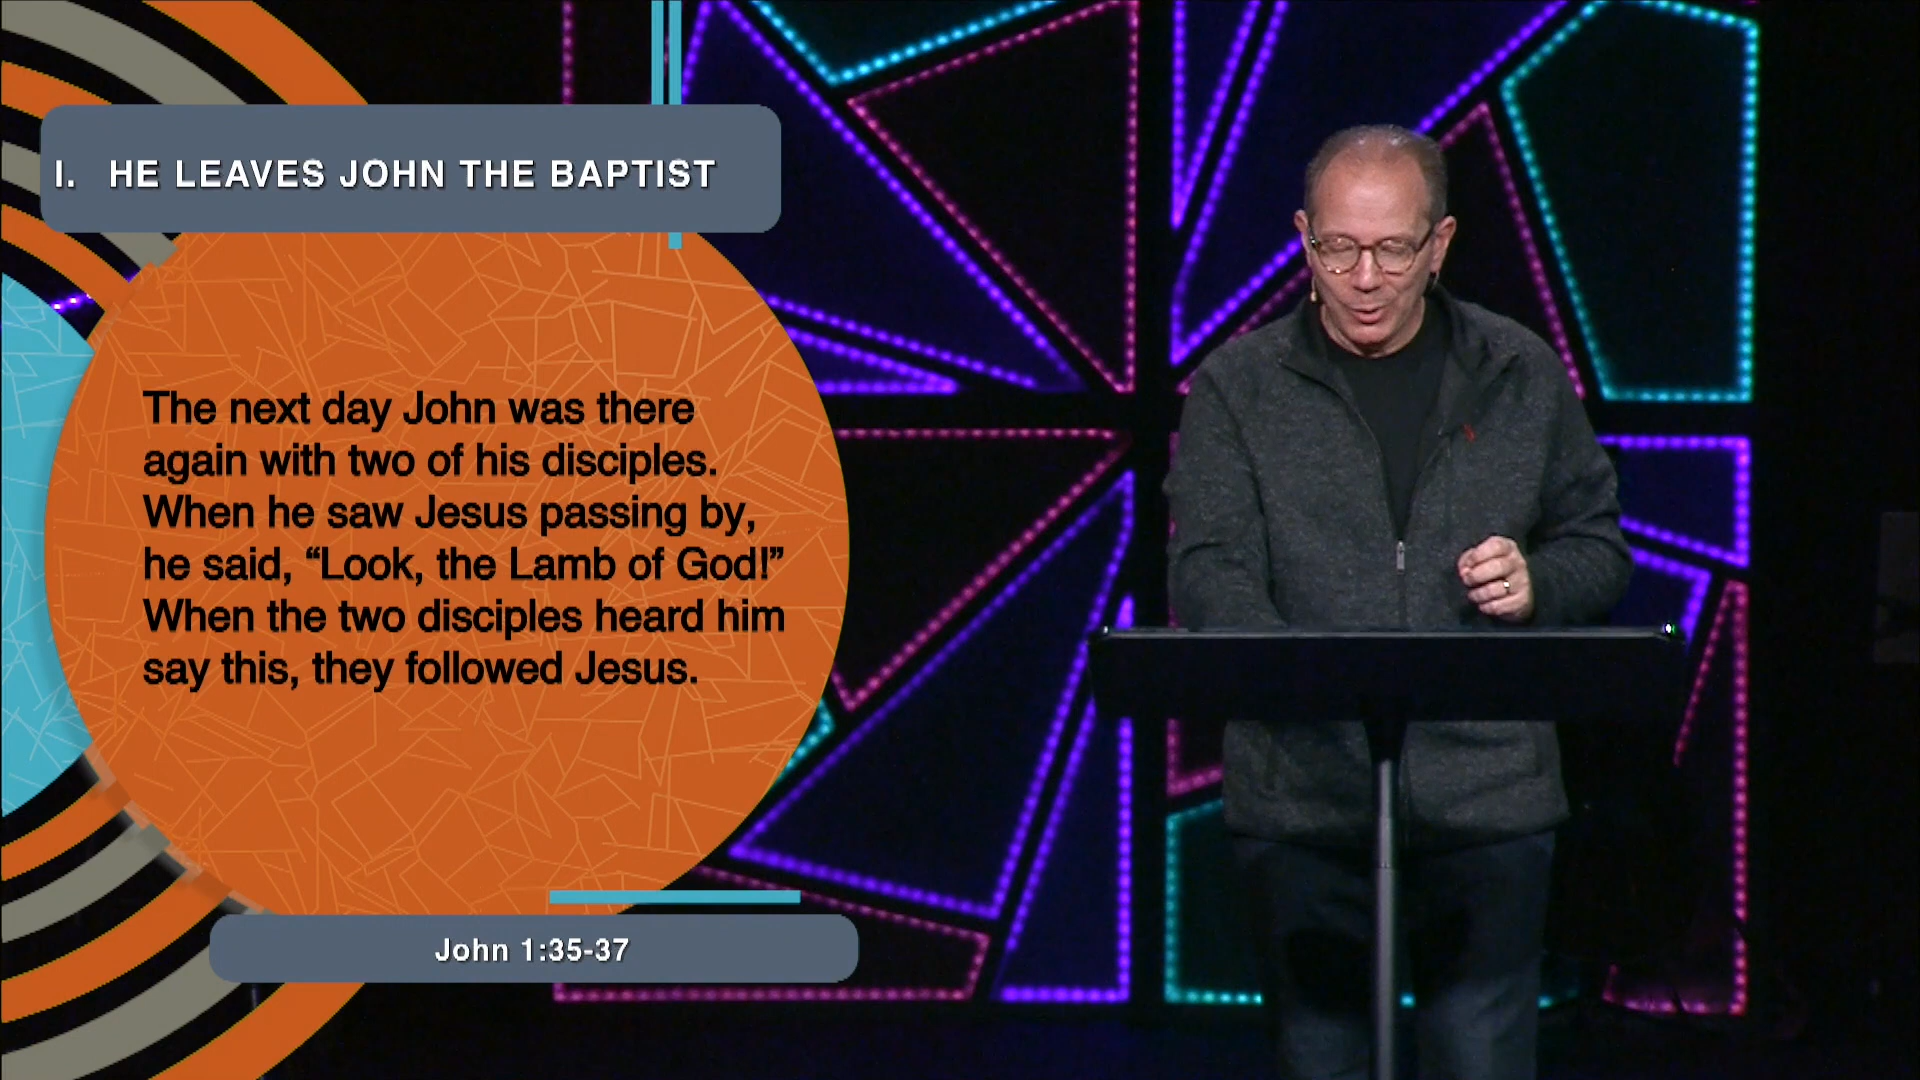 I. HE LEAVES JOHN THE BAPTIST
The next day John was there
again with two of his disciples.
When he saw Jesus passing by,
he said, “Look, the Lamb of God!”
When the two disciples heard him
say this, they followed Jesus.
John 1:35-37